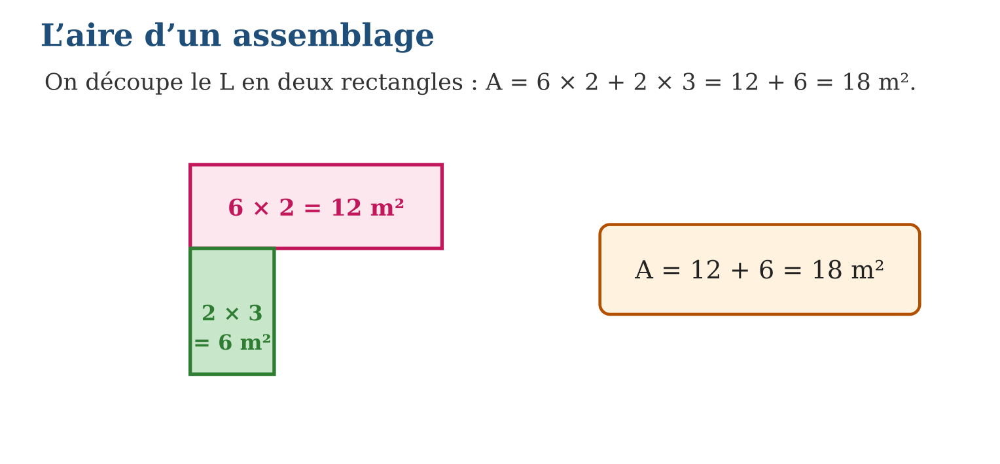 L’aire d’un assemblage
On découpe le L en deux rectangles : A = 6 × 2 + 2 × 3 = 12 + 6 = 18 m².
6 × 2 = 12 m²
A = 12 + 6 = 18 m²
2 × 3
= 6 m²